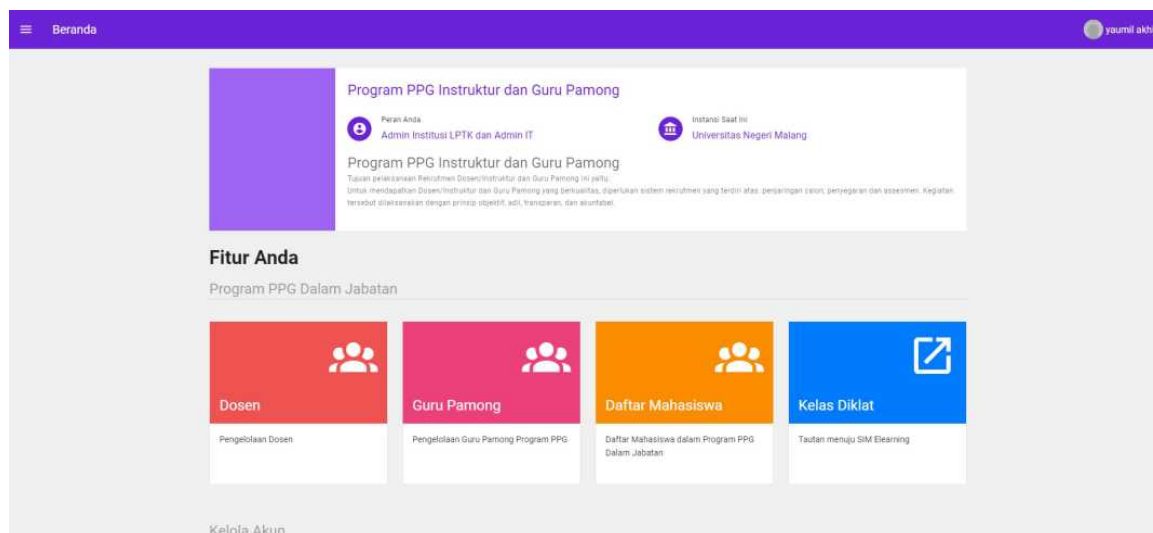 Beranda
yaumil akh
Program PPG Instruktur dan Guru Pamong
Peran Anda
Admin Institusi LPTK dan Admin IT
Instansi Saat Ini
Universitas Negeri Malang
Program PPG Instruktur dan Guru Pamong
Tujuan pelaksanaan Rekrutmen Dosen/Instruktur dan Guru Pamong ini yaitu:
Untuk mendapatkan Dosen/Instruktur dan Guru Pamong yang berkualitas, diperlukan sistem rekrutmen yang terdiri atas: penjaringan calon, penyegaran dan assesmen. Kegiatan
tersebut dilaksanakan dengan prinsip objektif, adil, transparan, dan akuntabel.
Fitur Anda
Program PPG Dalam Jabatan
Dosen
Pengelolaan Dosen
Guru Pamong
Pengelolaan Guru Pamong Program PPG
Daftar Mahasiswa
Daftar Mahasiswa dalam Program PPG
Dalam Jabatan
Kelas Diklat
Tautan menuju SIM Elearning
Kelola Akun